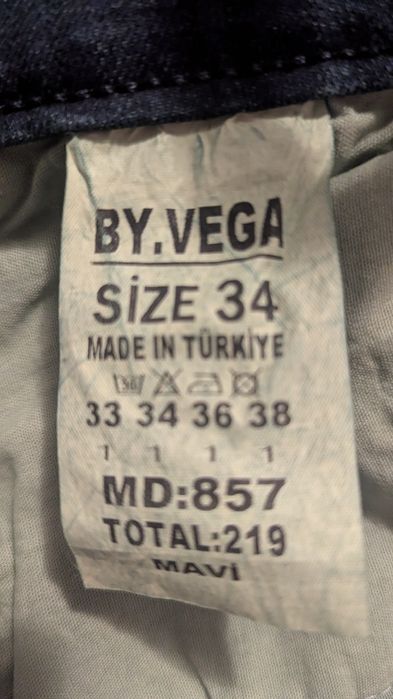 BY.VEGA
SİZE 34
MADE IN TÜRKİYE
33 34 36 38
1 1 1 1
MD:857
TOTAL:219
MAVİ